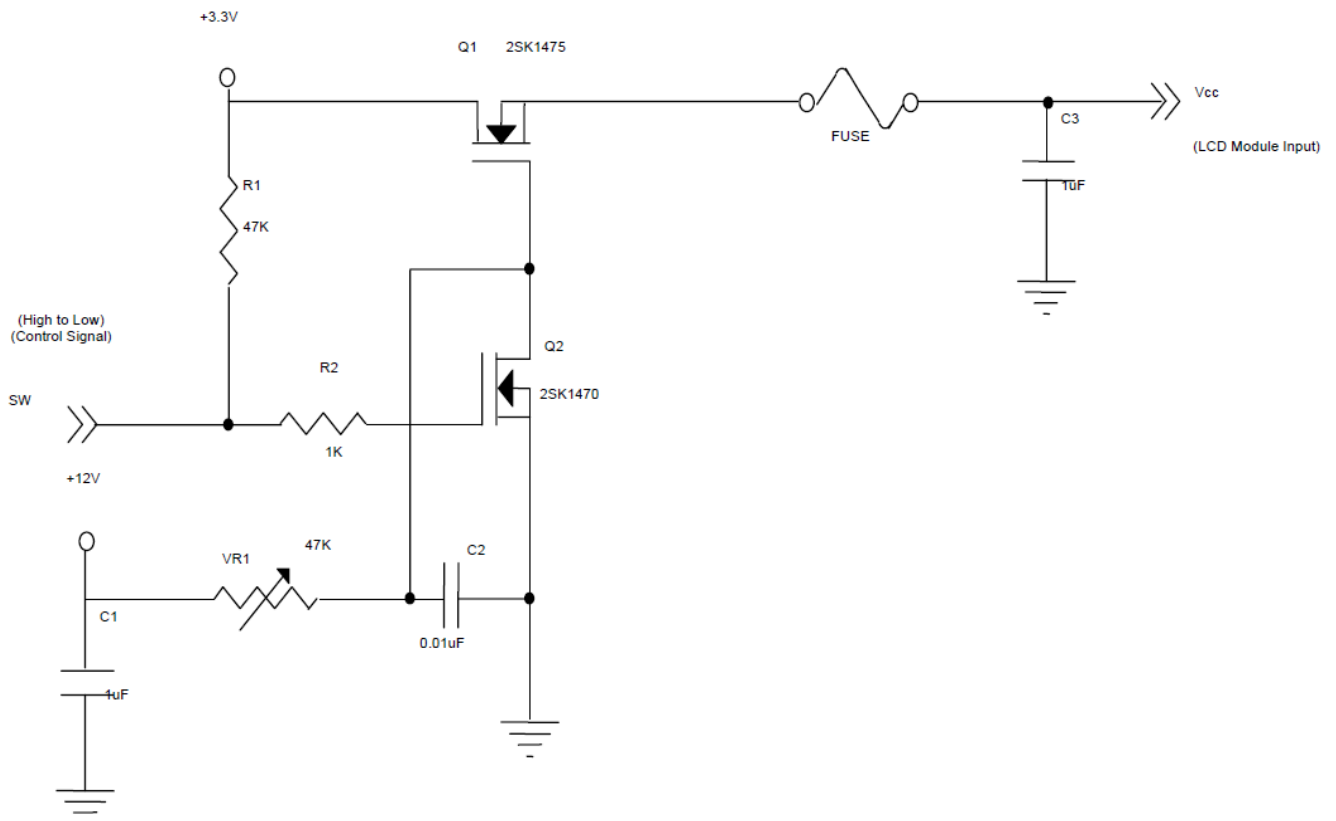 +3.3V
Q1 2SK1475
Vcc
C3
FUSE
(LCD Module Input)
R1
1uF
47K
(High to Low)
(Control Signal)
Q2
R2
2SK1470
SW
1K
+12V
47K
C2
VR1
C1
0.01uF
1uF